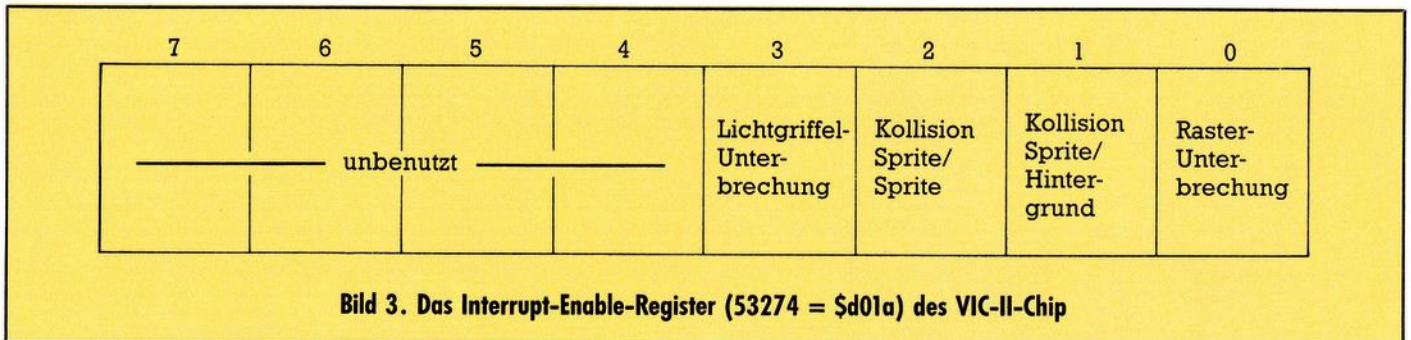 7 6 5 4 3 2 1 0
unbenutzt
Lichtgriffel-
Unter-
brechung
Kollision
Sprite/
Sprite
Kollision
Sprite/
Hinter-
grund
Raster-
Unter-
brechung
Bild 3. Das Interrupt-Enable-Register (53274 = $d01a) des VIC-II-Chip